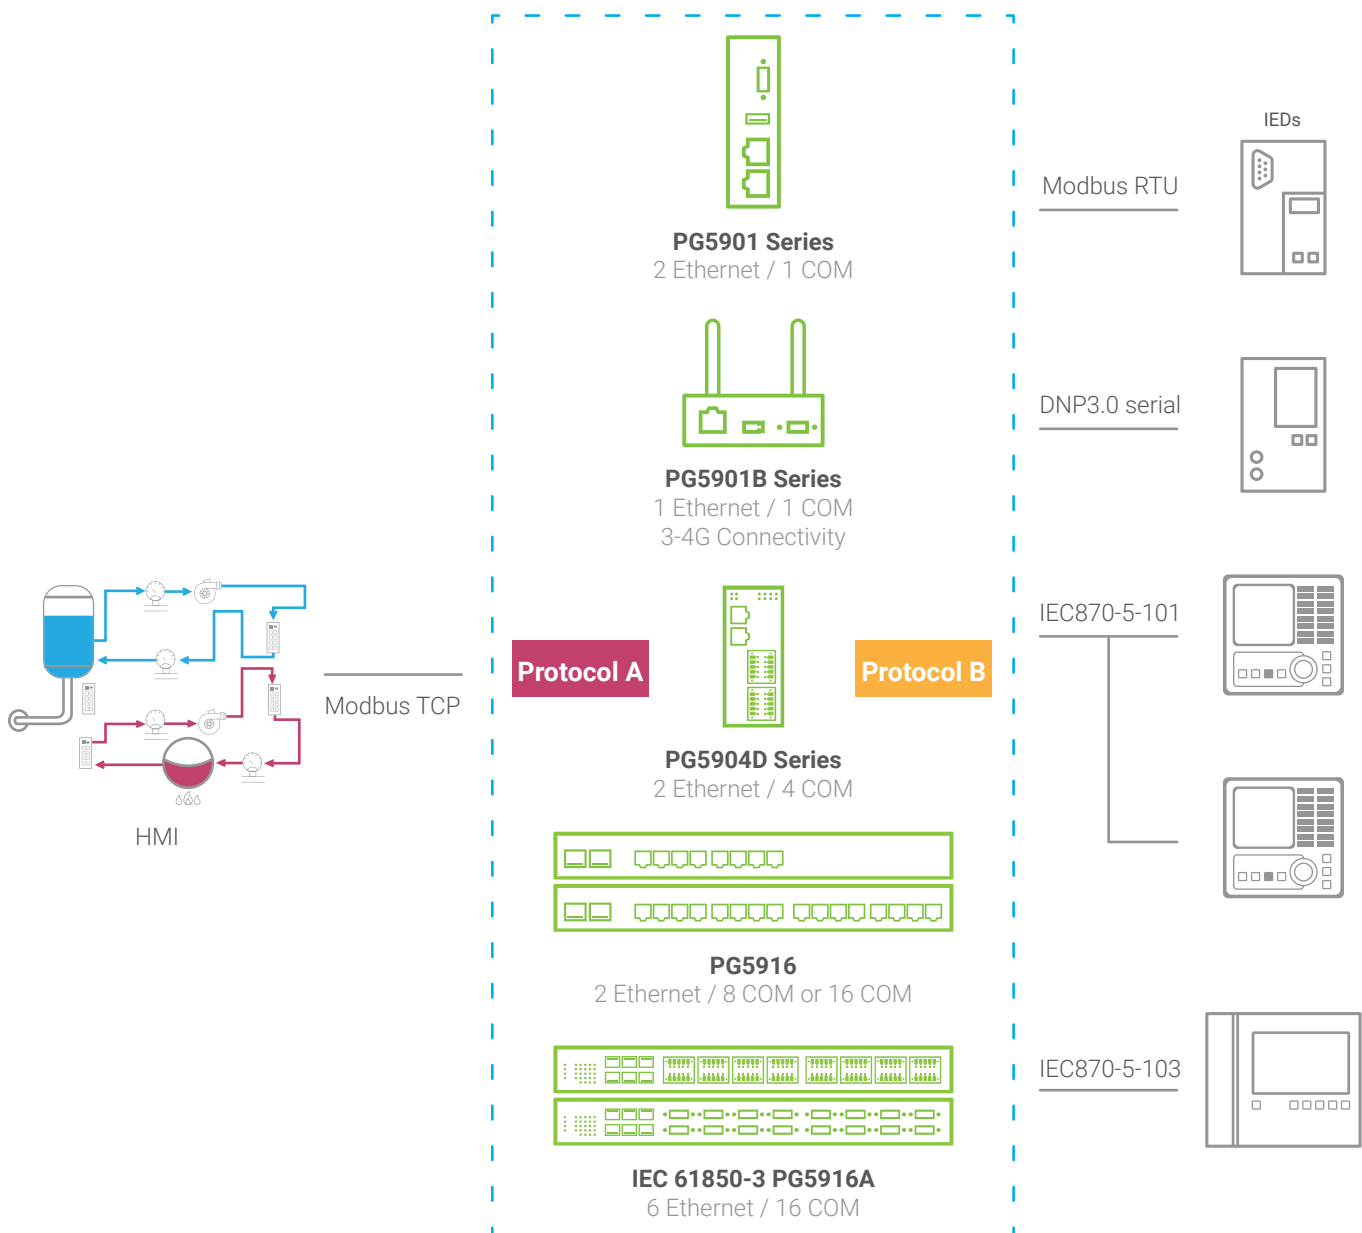 IEDs
Modbus RTU
PG5901 Series
2 Ethernet / 1 COM
DNP3.0 serial
PG5901B Series
1 Ethernet / 1 COM
3-4G Connectivity
IEC870-5-101
Protocol A
Protocol B
Modbus TCP
PG5904D Series
2 Ethernet / 4 COM
HMI
PG5916
2 Ethernet / 8 COM or 16 COM
IEC870-5-103
IEC 61850-3 PG5916A
6 Ethernet / 16 COM